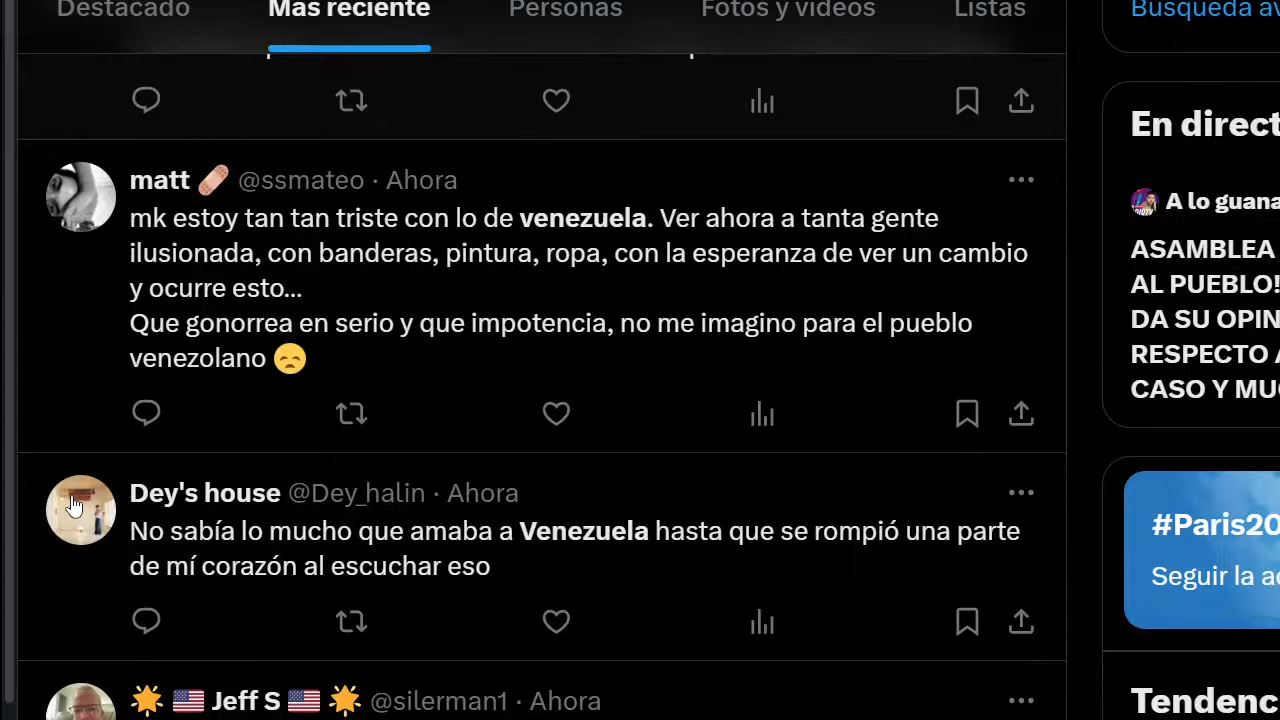 Destacado
Más reciente
Personas
Fotos y videos
Listas
matt 🩹 @ssmateo · Ahora
mk estoy tan tan triste con lo de venezuela. Ver ahora a tanta gente
ilusionada, con banderas, pintura, ropa, con la esperanza de ver un cambio
y ocurre esto...
Que gonorrea en serio y que impotencia, no me imagino para el pueblo
venezolano 😞
Dey's house @Dey_halin · Ahora
No sabía lo mucho que amaba a Venezuela hasta que se rompió una parte
de mí corazón al escuchar eso
🌟 🇺🇸 Jeff S 🇺🇸 🌟 @silerman1 · Ahora
Búsqueda av
En direct
A lo guana
ASAMBLEA
AL PUEBLO!
DA SU OPIN
RESPECTO A
CASO Y MU
#Paris20
Seguir la a
Tendenc